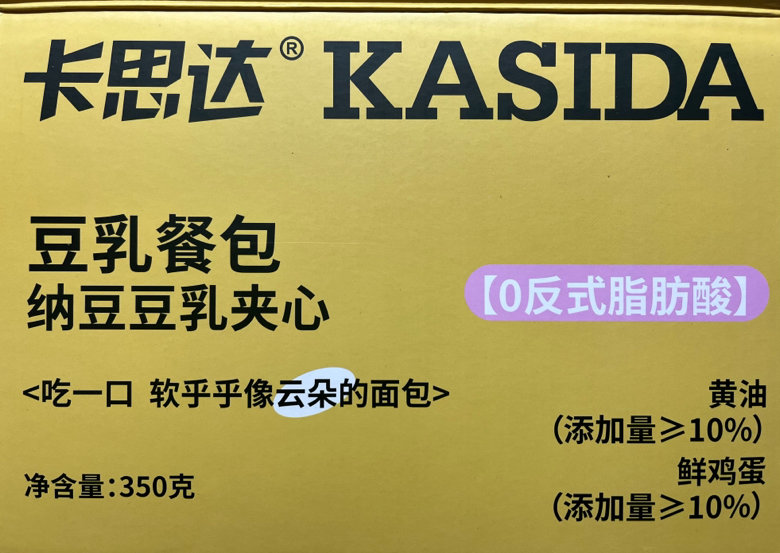 卡思达® KASIDA
豆乳餐包
纳豆豆乳夹心
【0反式脂肪酸】
<吃一口 软乎乎像云朵的面包>
黄油
(添加量≥10%)
鲜鸡蛋
(添加量≥10%)
净含量:350克